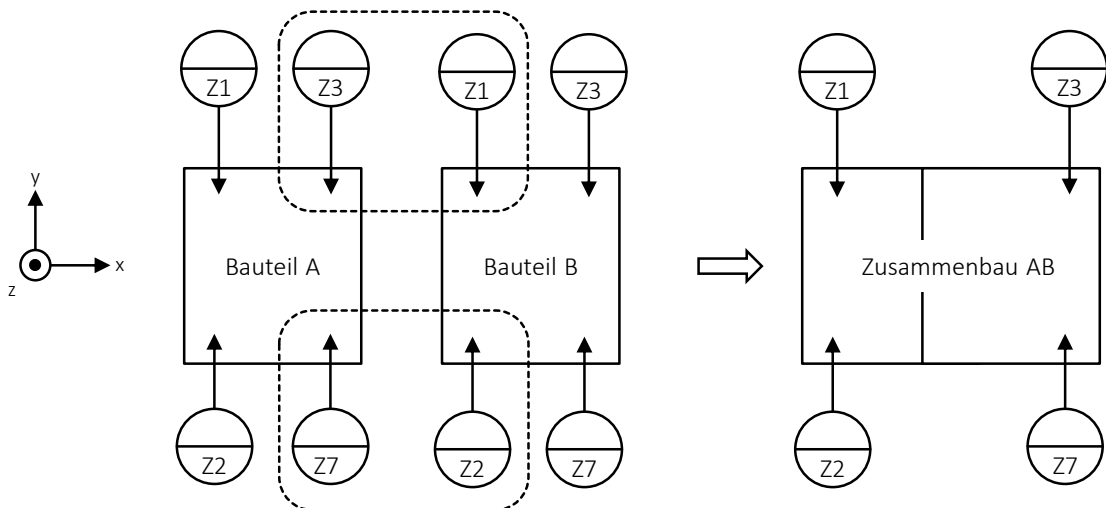 Z1 Z3 Z1 Z3 Z1 Z3
y
x
z
Bauteil A Bauteil B Zusammenbau AB
Z2 Z7 Z2 Z7 Z2 Z7